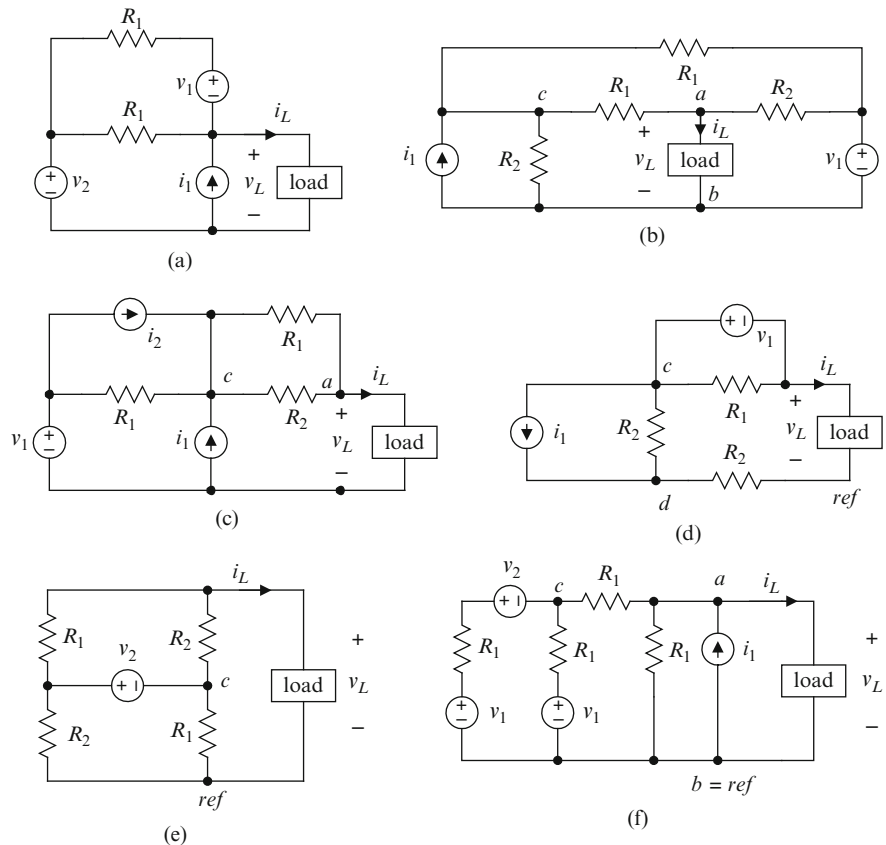 R1
v1
iL
R1
+
v2
i1
vL
load
−
(a)
R1
c
R1
a
R2
+
iL
i1
R2
vL
load
v1
−
b
(b)
i2
R1
c
a
iL
R1
R2
+
v1
i1
vL
load
−
(c)
v1
c
iL
R1
+
i1
R2
vL
load
−
R2
d
ref
(d)
iL
R1
v2
R2
+
c
load
vL
R2
R1
−
ref
(e)
v2
c
R1
a
iL
R1
R1
R1
i1
+
load
vL
v1
v1
−
b = ref
(f)